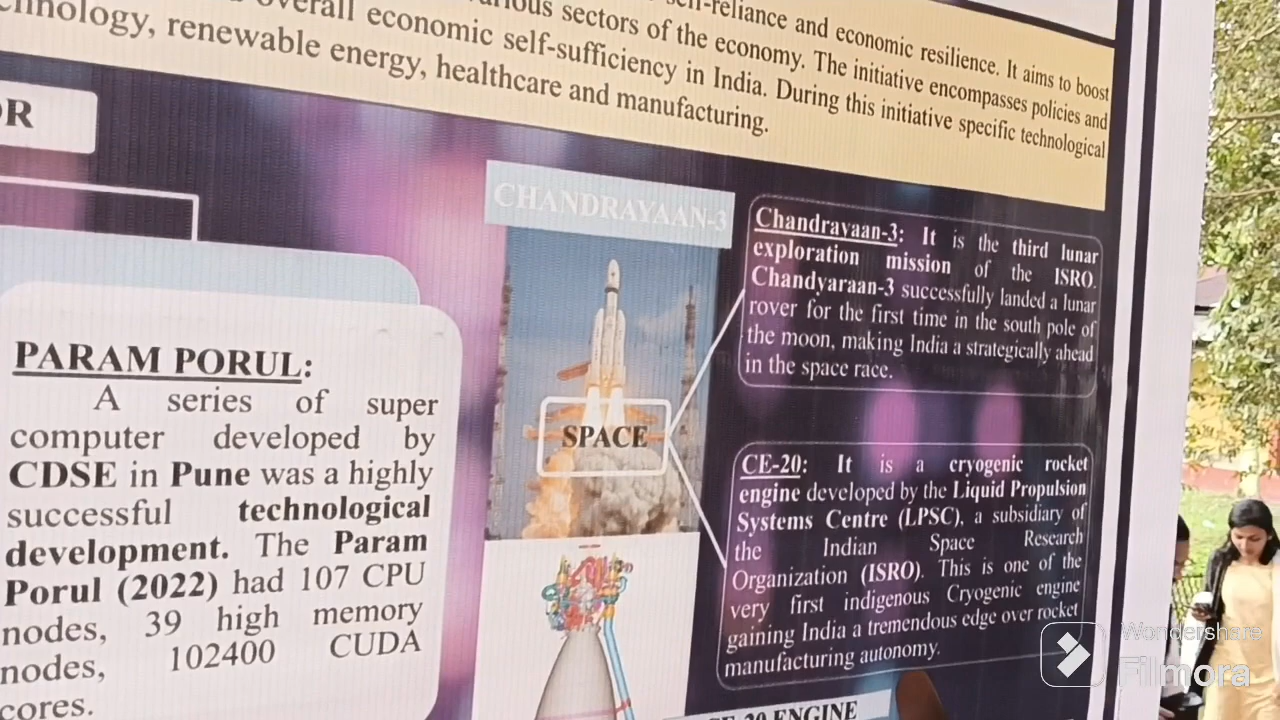 self-reliance and economic resilience. It aims to boost
overall economic self-sufficiency in India. During this initiative specific technological
various sectors of the economy. The initiative encompasses policies and
technology, renewable energy, healthcare and manufacturing.
OR
CHANDRAYAAN-3
Chandrayaan-3: It is the third lunar
exploration mission of the ISRO.
Chandyaraan-3 successfully landed a lunar
rover for the first time in the south pole of
the moon, making India a strategically ahead
in the space race.
PARAM PORUL:
A series of super
computer developed by
CDSE in Pune was a highly
successful technological
development. The Param
Porul (2022) had 107 CPU
nodes, 39 high memory
nodes, 102400 CUDA
cores.
SPACE
CE-20: It is a cryogenic rocket
engine developed by the Liquid Propulsion
Systems Centre (LPSC), a subsidiary of
the Indian Space Research
Organization (ISRO). This is one of the
very first indigenous Cryogenic engine
gaining India a tremendous edge over rocket
manufacturing autonomy.
CE-20 ENGINE
Wondershare
Filmora